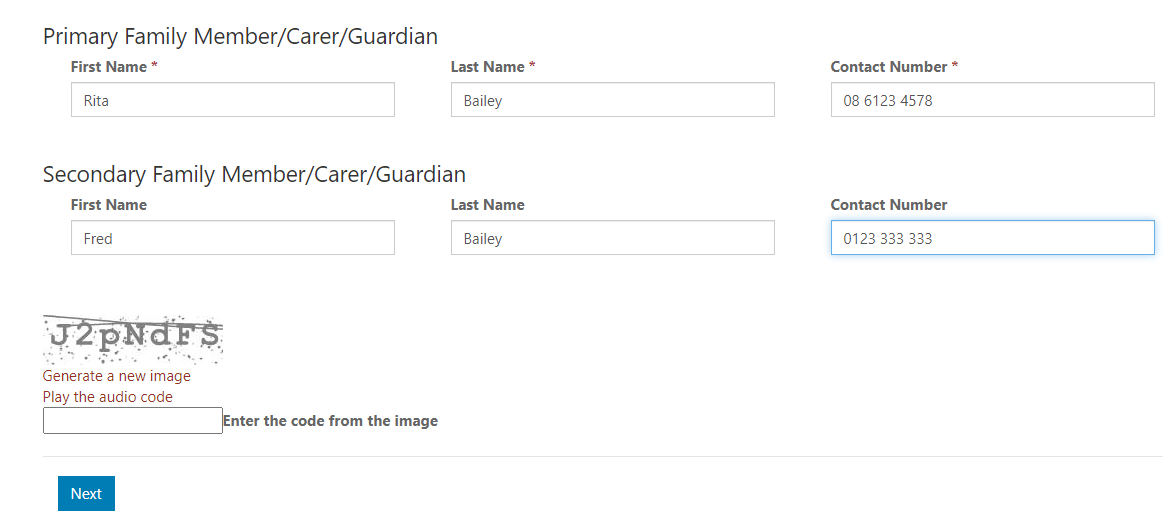 Primary Family Member/Carer/Guardian
First Name * Last Name * Contact Number *
Rita Bailey 08 6123 4578
Secondary Family Member/Carer/Guardian
First Name Last Name Contact Number
Fred Bailey 0123 333 333
J2pNdFS
Generate a new image
Play the audio code
Enter the code from the image
Next